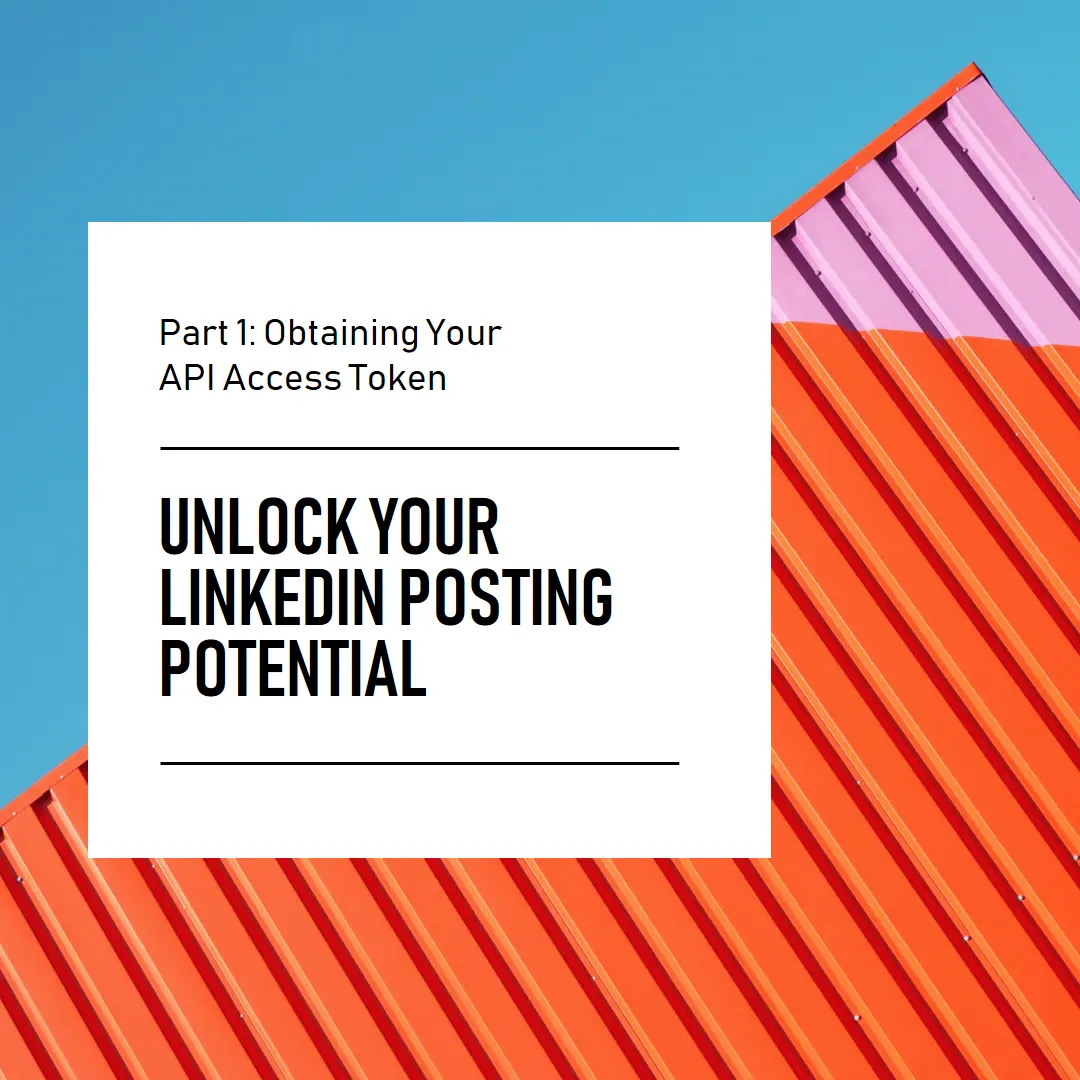 Part 1: Obtaining Your
API Access Token
UNLOCK YOUR
LINKEDIN POSTING
POTENTIAL